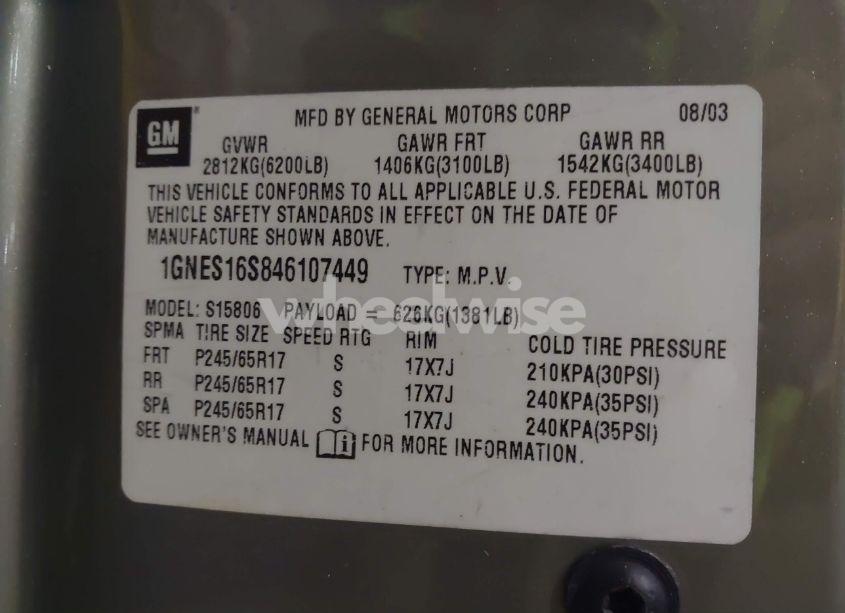 GM ® MFD BY GENERAL MOTORS CORP 08/03
GVWR GAWR FRT GAWR RR
2812KG(6200LB) 1406KG(3100LB) 1542KG(3400LB)
THIS VEHICLE CONFORMS TO ALL APPLICABLE U.S. FEDERAL MOTOR
VEHICLE SAFETY STANDARDS IN EFFECT ON THE DATE OF
MANUFACTURE SHOWN ABOVE.
1GNES16S846107449 TYPE: M.P.V.
wheelwise
MODEL: S15806 PAYLOAD = 626KG(1381LB)
SPMA TIRE SIZE SPEED RTG RIM COLD TIRE PRESSURE
FRT P245/65R17 S 17X7J 210KPA(30PSI)
RR P245/65R17 S 17X7J 240KPA(35PSI)
SPA P245/65R17 S 17X7J 240KPA(35PSI)
SEE OWNER'S MANUAL i FOR MORE INFORMATION.